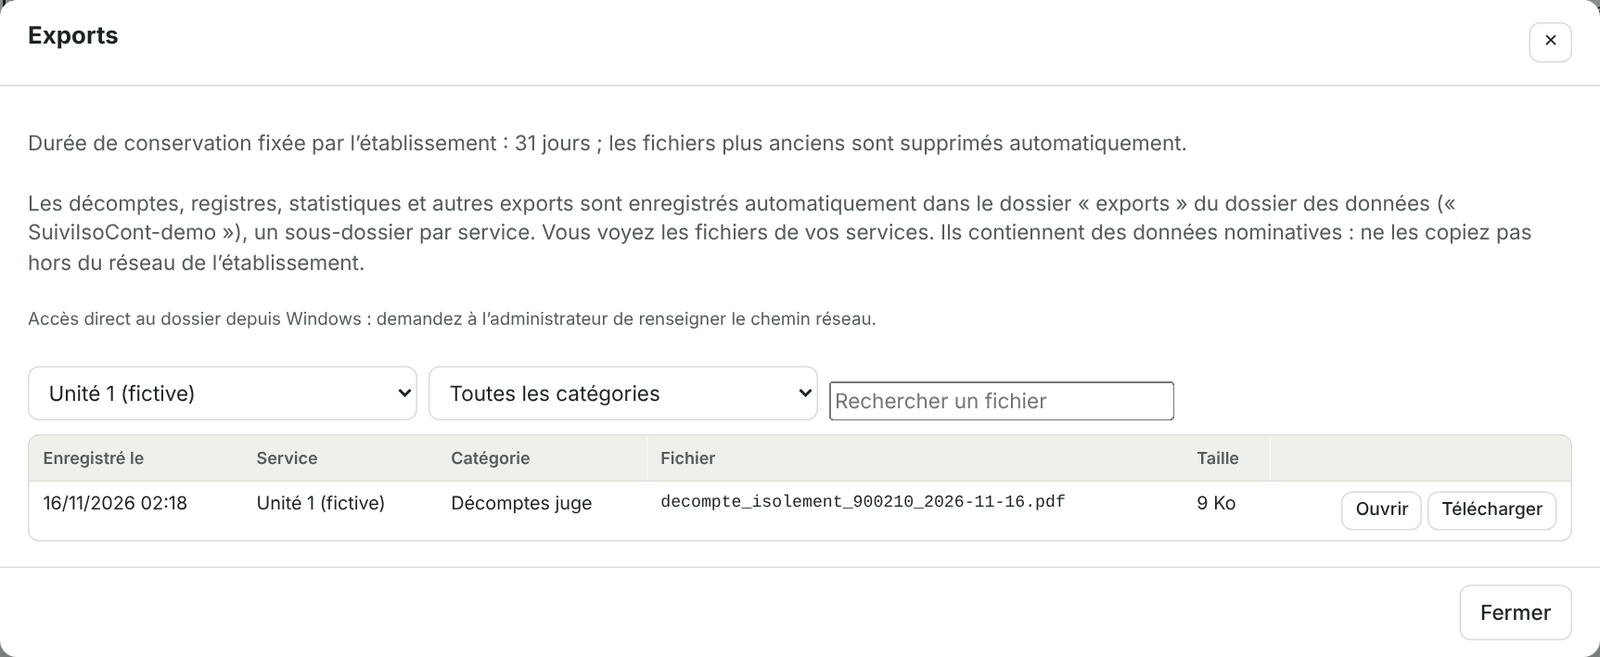 Exports
×
Durée de conservation fixée par l’établissement : 31 jours ; les fichiers plus anciens sont supprimés automatiquement.
Les décomptes, registres, statistiques et autres exports sont enregistrés automatiquement dans le dossier « exports » du dossier des données («
SuiviIsoCont-demo »), un sous-dossier par service. Vous voyez les fichiers de vos services. Ils contiennent des données nominatives : ne les copiez pas
hors du réseau de l’établissement.
Accès direct au dossier depuis Windows : demandez à l’administrateur de renseigner le chemin réseau.
Unité 1 (fictive) Toutes les catégories Rechercher un fichier
Enregistré le Service Catégorie Fichier Taille
16/11/2026 02:18 Unité 1 (fictive) Décomptes juge decompte_isolement_900210_2026-11-16.pdf 9 Ko Ouvrir Télécharger
Fermer